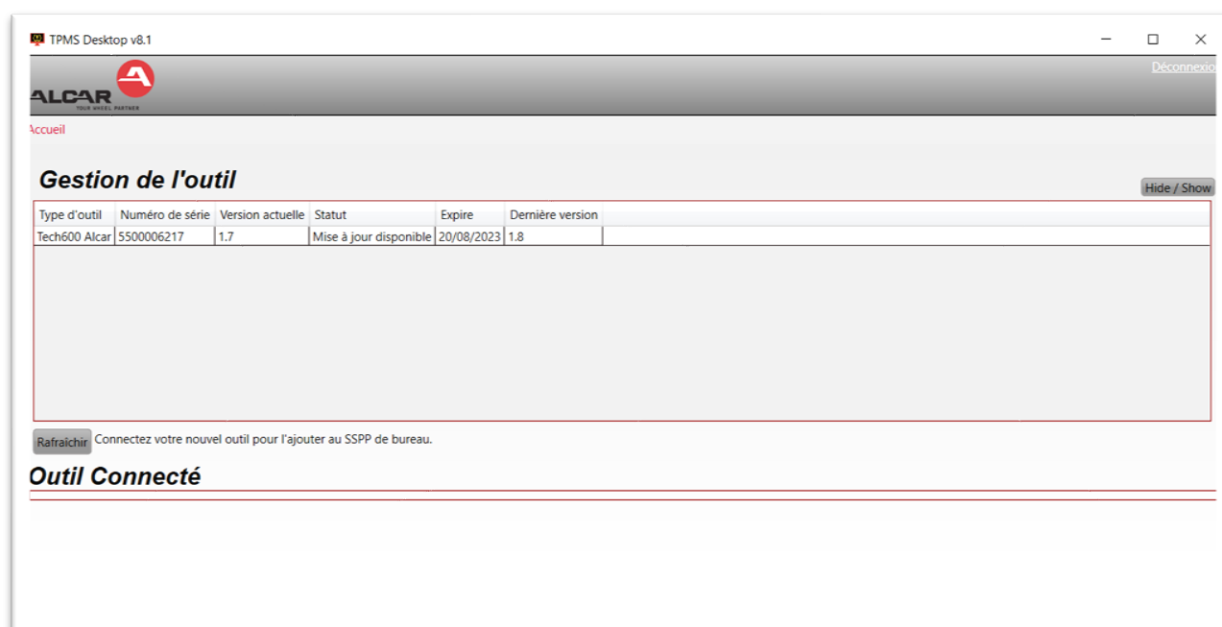 TPMS Desktop v8.1
Déconnexio
ALCAR
YOUR WHEEL PARTNER
Accueil
Gestion de l'outil
Hide / Show
Type d'outil Numéro de série Version actuelle Statut Expire Dernière version
Tech600 Alcar 5500006217 1.7 Mise à jour disponible 20/08/2023 1.8
Rafraîchir Connectez votre nouvel outil pour l'ajouter au SSPP de bureau.
Outil Connecté